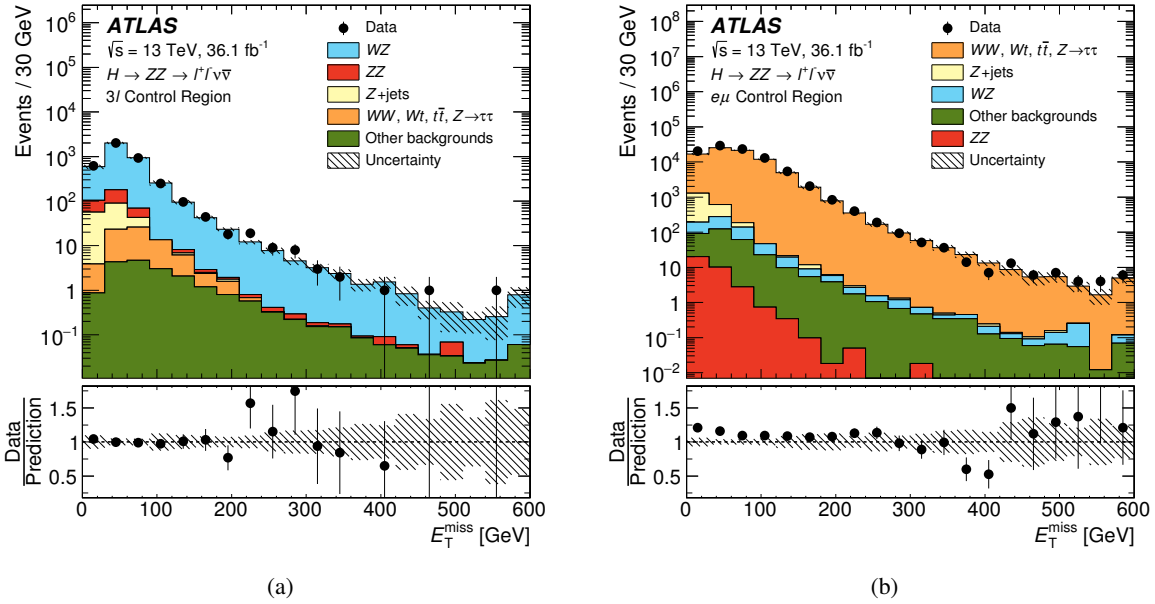 ATLAS
√s = 13 TeV, 36.1 fb⁻¹
H → ZZ → l⁺l⁻νν̄
3l Control Region
Data
WZ
ZZ
Z+jets
WW, Wt, tt̄, Z→ττ
Other backgrounds
Uncertainty
Events / 30 GeV
10⁶
10⁵
10⁴
10³
10²
10
1
10⁻¹
Data
Prediction
1.5
1
0.5
0 100 200 300 400 500 600
E_T^miss [GeV]
(a)
ATLAS
√s = 13 TeV, 36.1 fb⁻¹
H → ZZ → l⁺l⁻νν̄
eμ Control Region
Data
WW, Wt, tt̄, Z→ττ
Z+jets
WZ
Other backgrounds
ZZ
Uncertainty
Events / 30 GeV
10⁸
10⁷
10⁶
10⁵
10⁴
10³
10²
10
1
10⁻¹
10⁻²
Data
Prediction
1.5
1
0.5
0 100 200 300 400 500 600
E_T^miss [GeV]
(b)